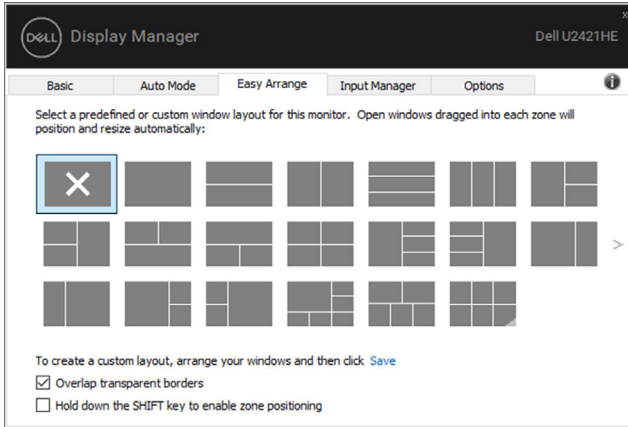 DELL Display Manager
Dell U2421HE
Basic Auto Mode Easy Arrange Input Manager Options
Select a predefined or custom window layout for this monitor. Open windows dragged into each zone will
position and resize automatically:
To create a custom layout, arrange your windows and then click Save
Overlap transparent borders
Hold down the SHIFT key to enable zone positioning